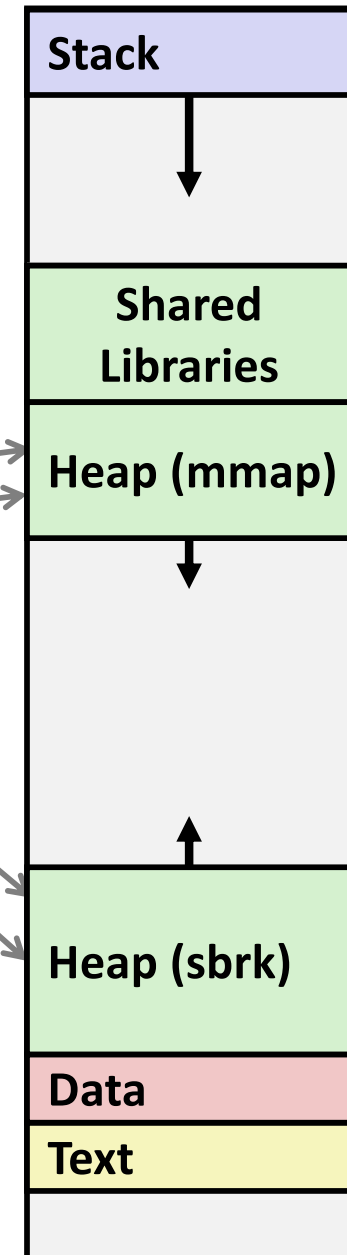 Stack
Shared
Libraries
Heap (mmap)
Heap (sbrk)
Data
Text